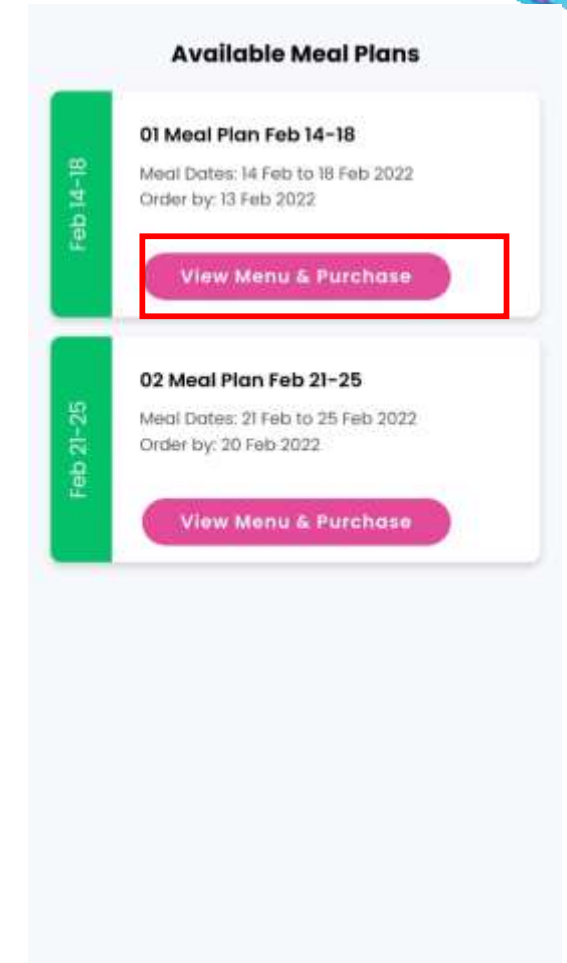 Available Meal Plans
Feb 14-18
01 Meal Plan Feb 14-18
Meal Dates: 14 Feb to 18 Feb 2022
Order by: 13 Feb 2022
View Menu & Purchase
Feb 21-25
02 Meal Plan Feb 21-25
Meal Dates: 21 Feb to 25 Feb 2022
Order by: 20 Feb 2022
View Menu & Purchase